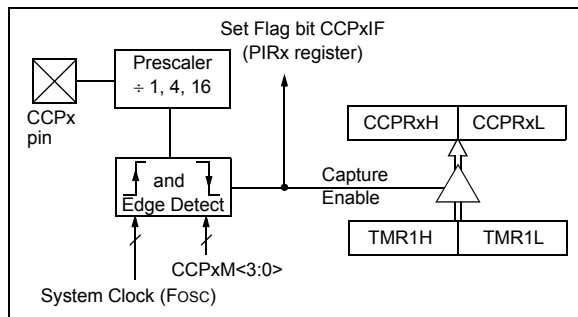 Set Flag bit CCPxIF
(PIRx register)
Prescaler
÷ 1, 4, 16
CCPx
pin
CCPRxH
CCPRxL
and
Edge Detect
Capture
Enable
TMR1H
TMR1L
CCPxM<3:0>
System Clock (FOSC)